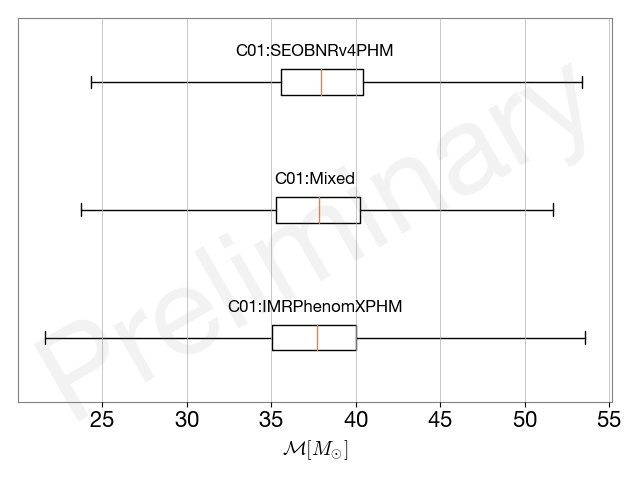 C01:SEOBNRv4PHM
C01:Mixed
C01:IMRPhenomXPHM
Preliminary
25 30 35 40 45 50 55
ℳ[M⊙]